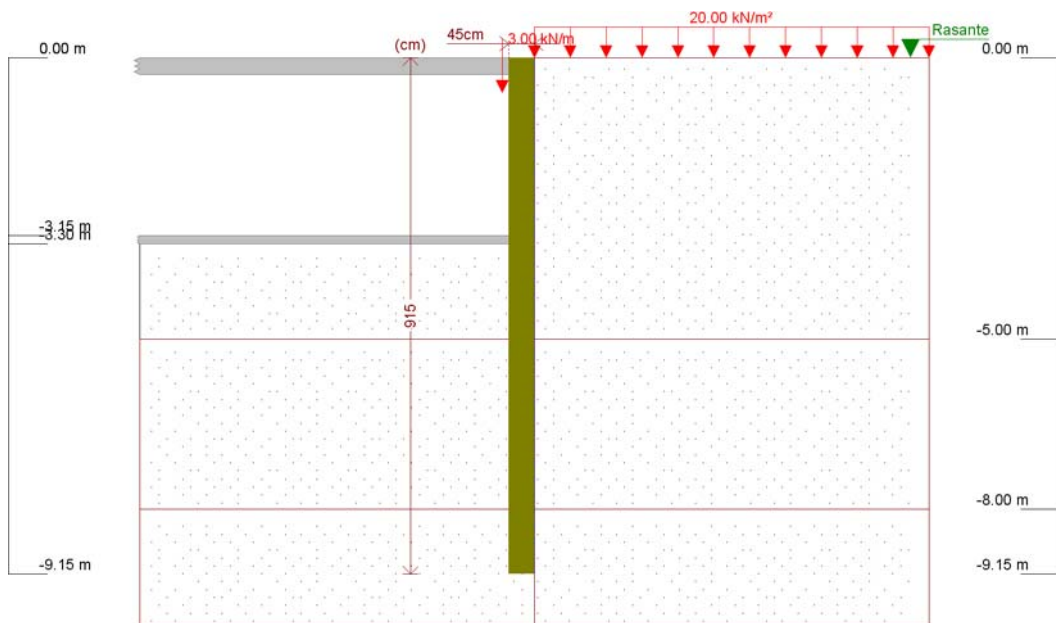 20.00 kN/m²
Rasante
0.00 m
(cm)
45cm
3.00 kN/m
0.00 m
-3.15 m
-3.30 m
915
-5.00 m
-8.00 m
-9.15 m
-9.15 m